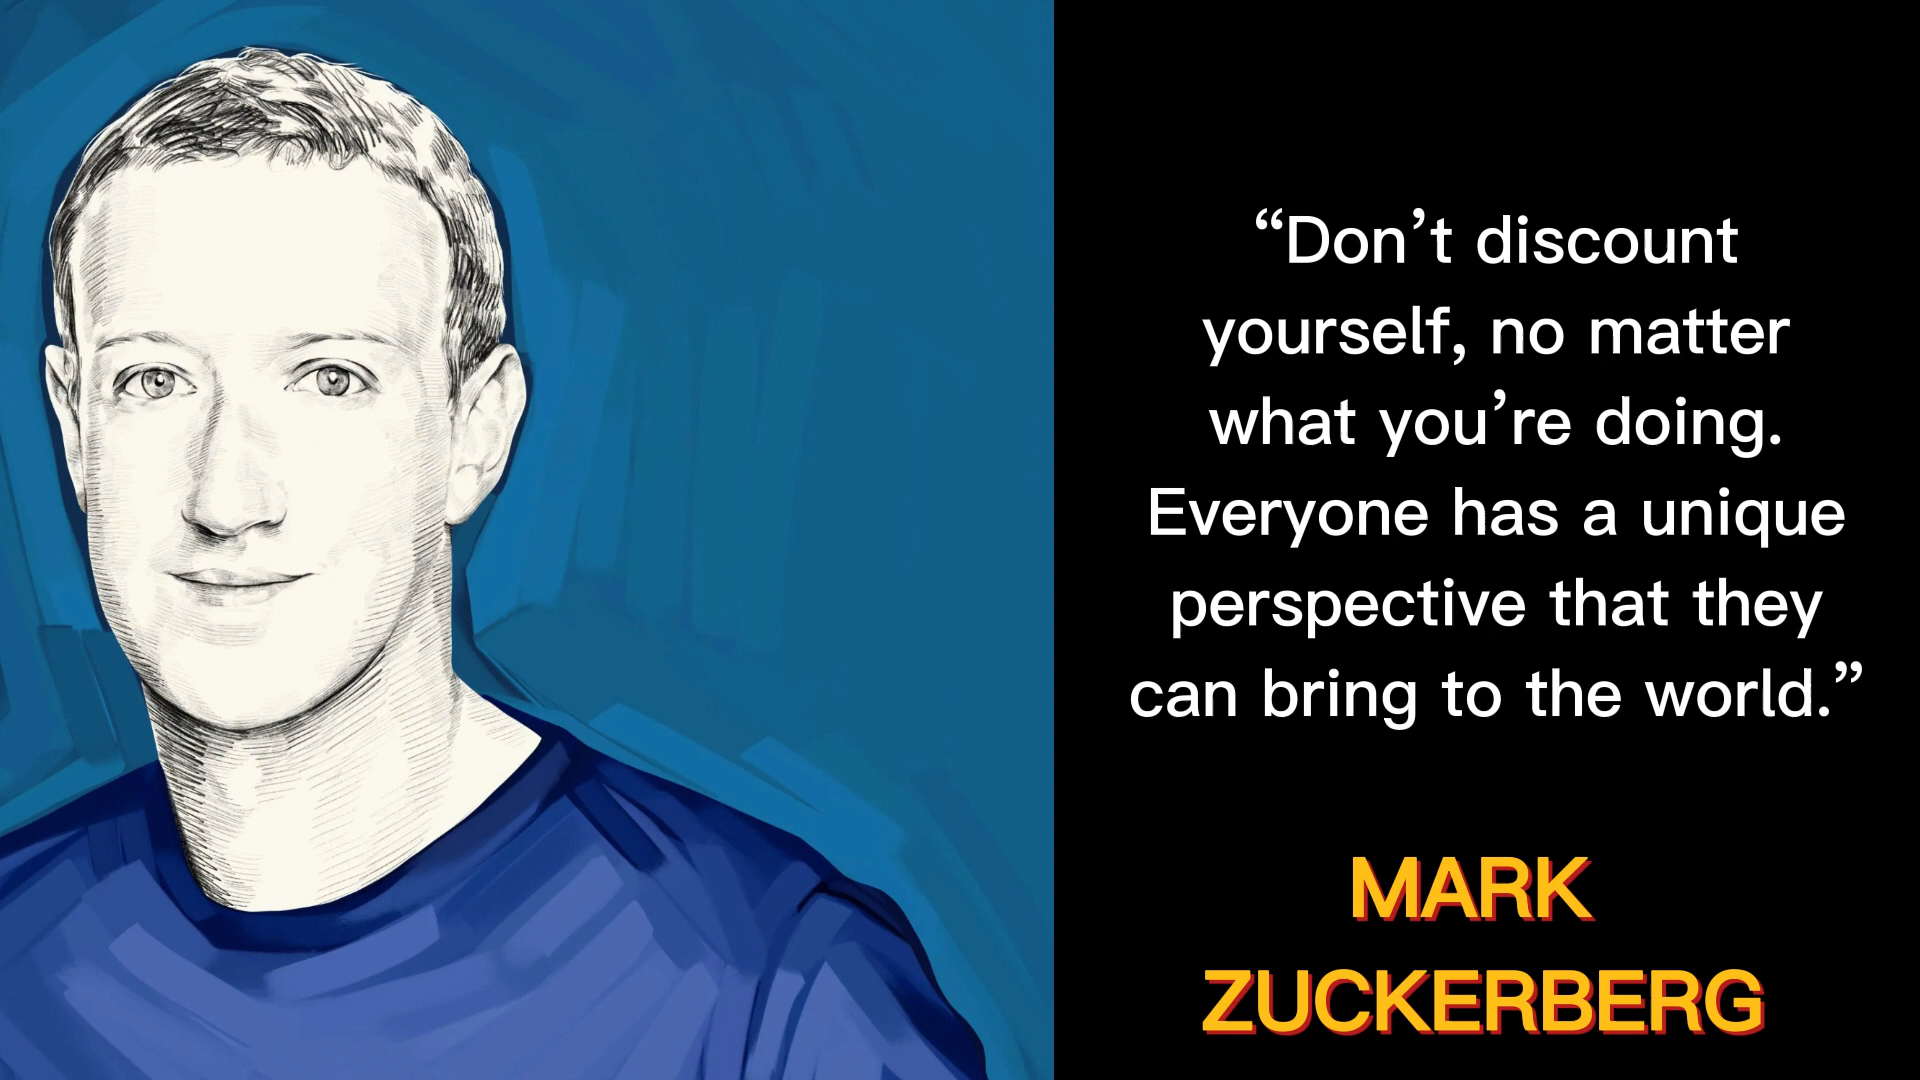 “Don’t discount
yourself, no matter
what you’re doing.
Everyone has a unique
perspective that they
can bring to the world.”
MARK
ZUCKERBERG